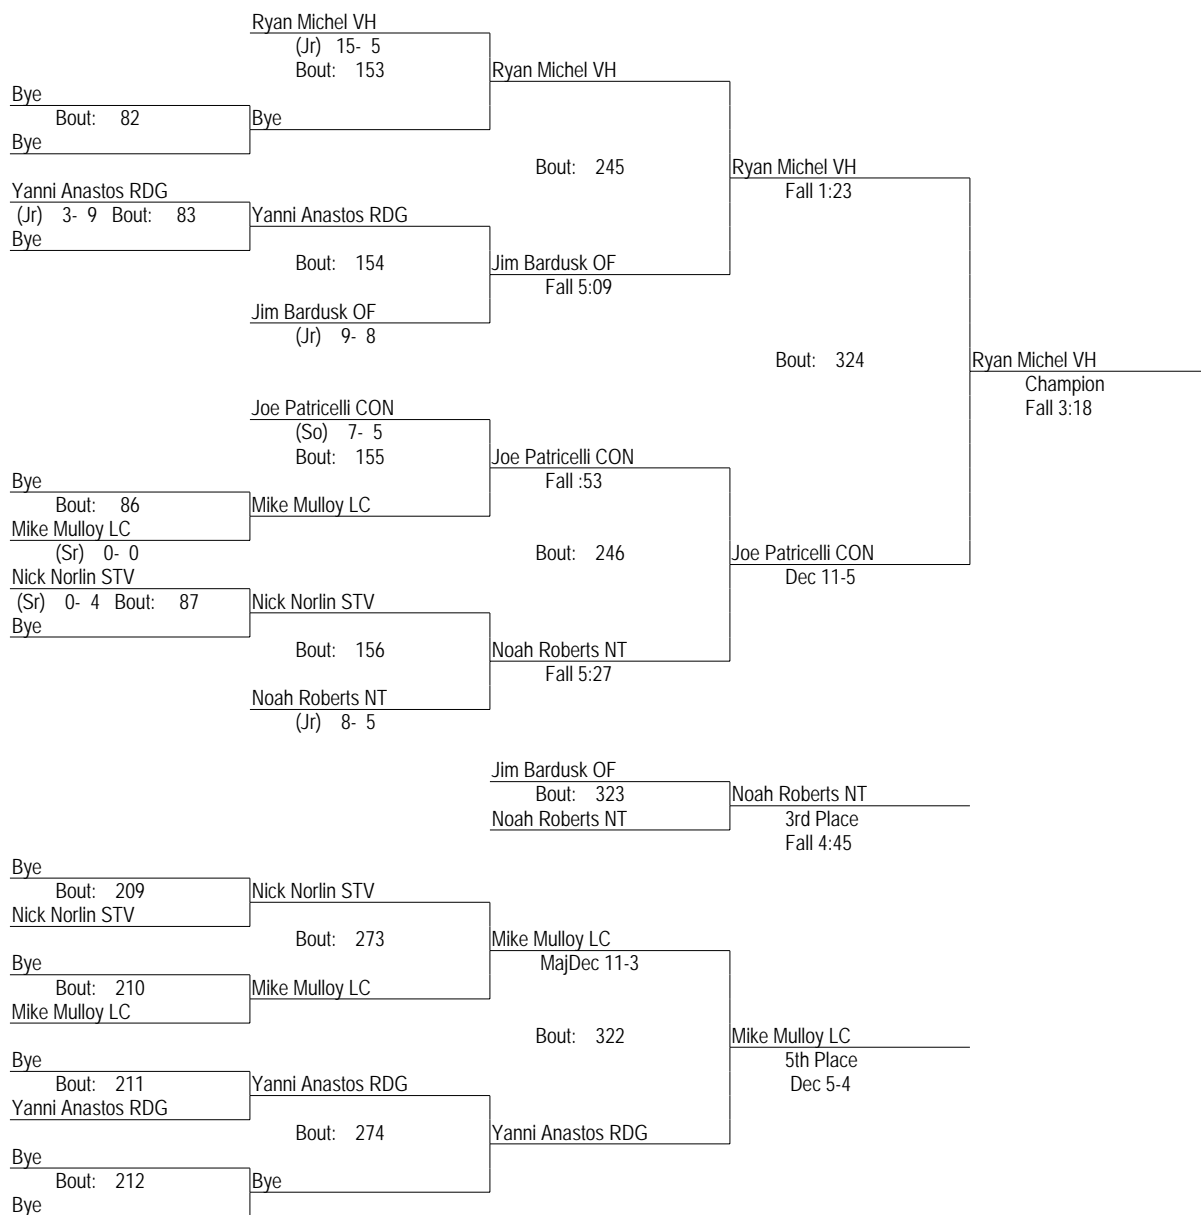 Ryan Michel VH
(Jr) 15- 5
Bout: 153
Ryan Michel VH
Bye
Bout: 82
Bye
Bye
Bout: 245
Ryan Michel VH
Fall 1:23
Yanni Anastos RDG
(Jr) 3- 9 Bout: 83
Yanni Anastos RDG
Bye
Bout: 154
Jim Bardusk OF
Fall 5:09
Jim Bardusk OF
(Jr) 9- 8
Bout: 324
Ryan Michel VH
Champion
Fall 3:18
Joe Patricelli CON
(So) 7- 5
Bout: 155
Joe Patricelli CON
Fall :53
Bye
Bout: 86
Mike Mulloy LC
Mike Mulloy LC
(Sr) 0- 0
Bout: 246
Joe Patricelli CON
Dec 11-5
Nick Norlin STV
(Sr) 0- 4 Bout: 87
Nick Norlin STV
Bye
Bout: 156
Noah Roberts NT
Fall 5:27
Noah Roberts NT
(Jr) 8- 5
Jim Bardusk OF
Bout: 323
Noah Roberts NT
Noah Roberts NT
3rd Place
Fall 4:45
Bye
Bout: 209
Nick Norlin STV
Nick Norlin STV
Bout: 273
Mike Mulloy LC
MajDec 11-3
Bye
Bout: 210
Mike Mulloy LC
Mike Mulloy LC
Bout: 322
Mike Mulloy LC
5th Place
Dec 5-4
Bye
Bout: 211
Yanni Anastos RDG
Yanni Anastos RDG
Bout: 274
Yanni Anastos RDG
Bye
Bout: 212
Bye
Bye